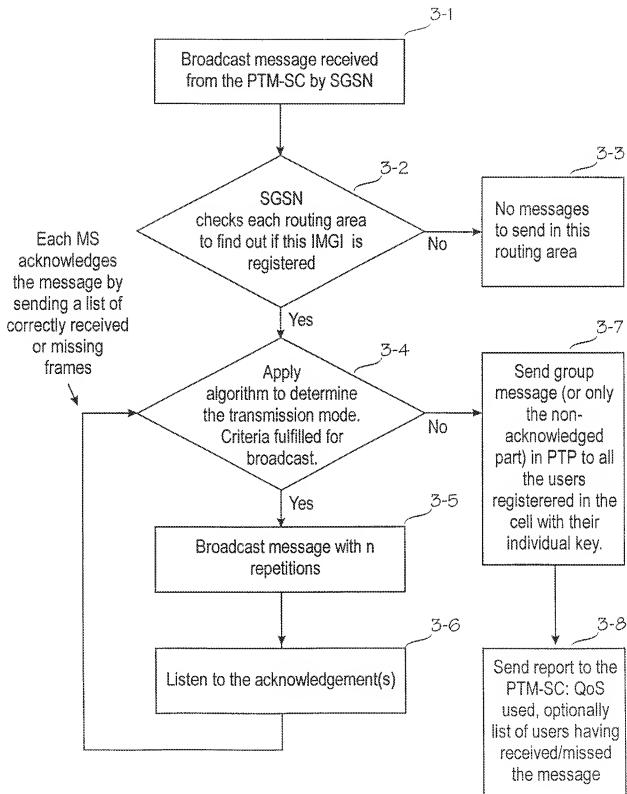 3-1
Broadcast message received
from the PTM-SC by SGSN
3-2
SGSN
checks each routing area
to find out if this IMGI is
registered
No
3-3
No messages
to send in this
routing area
Each MS
acknowledges
the message by
sending a list of
correctly received
or missing
frames
Yes
3-4
Apply
algorithm to determine
the transmission mode.
Criteria fulfilled for
broadcast.
No
3-7
Send group
message (or only
the non-
acknowledged
part) in PTP to all
the users
registerered in the
cell with their
individual key.
Yes
3-5
Broadcast message with n
repetitions
3-6
Listen to the acknowledgement(s)
3-8
Send report to the
PTM-SC: QoS
used, optionally
list of users having
received/missed
the message